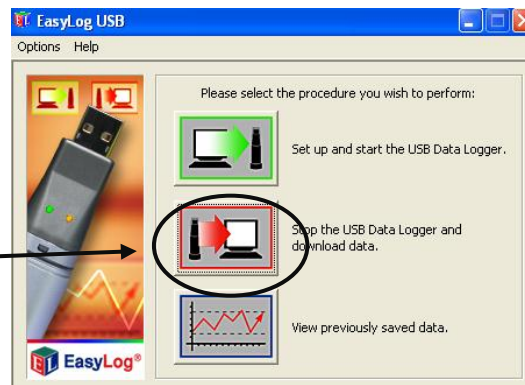 EasyLog USB
Options Help
Please select the procedure you wish to perform:
Set up and start the USB Data Logger.
Stop the USB Data Logger and
download data.
View previously saved data.
EL EasyLog®